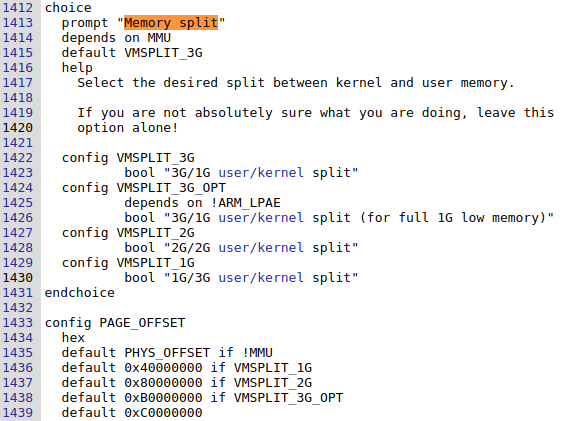 1412 choice
1413 prompt "Memory split"
1414 depends on MMU
1415 default VMSPLIT_3G
1416 help
1417 Select the desired split between kernel and user memory.
1418
1419 If you are not absolutely sure what you are doing, leave this
1420 option alone!
1421
1422 config VMSPLIT_3G
1423 bool "3G/1G user/kernel split"
1424 config VMSPLIT_3G_OPT
1425 depends on !ARM_LPAE
1426 bool "3G/1G user/kernel split (for full 1G low memory)"
1427 config VMSPLIT_2G
1428 bool "2G/2G user/kernel split"
1429 config VMSPLIT_1G
1430 bool "1G/3G user/kernel split"
1431 endchoice
1432
1433 config PAGE_OFFSET
1434 hex
1435 default PHYS_OFFSET if !MMU
1436 default 0x40000000 if VMSPLIT_1G
1437 default 0x80000000 if VMSPLIT_2G
1438 default 0xB0000000 if VMSPLIT_3G_OPT
1439 default 0xC0000000